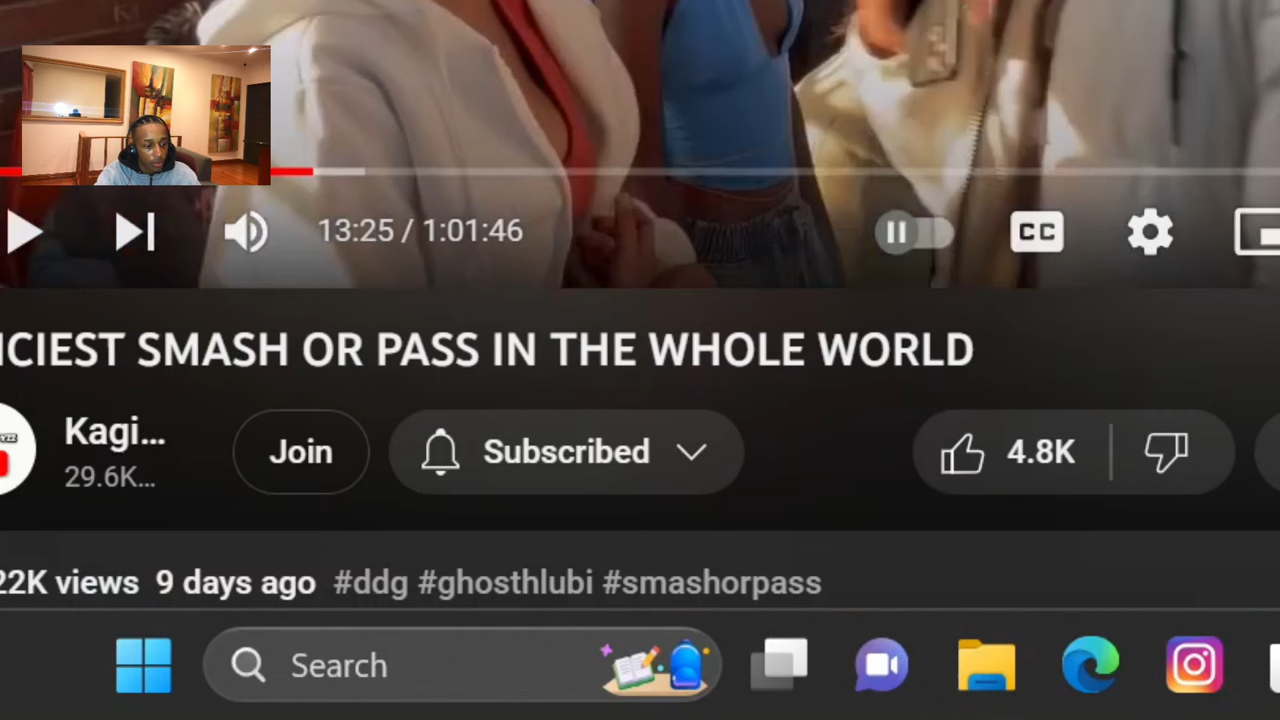 13:25 / 1:01:46
CC
ICIEST SMASH OR PASS IN THE WHOLE WORLD
Kagi...
29.6K...
Join
Subscribed
4.8K
22K views 9 days ago #ddg #ghosthlubi #smashorpass
Search